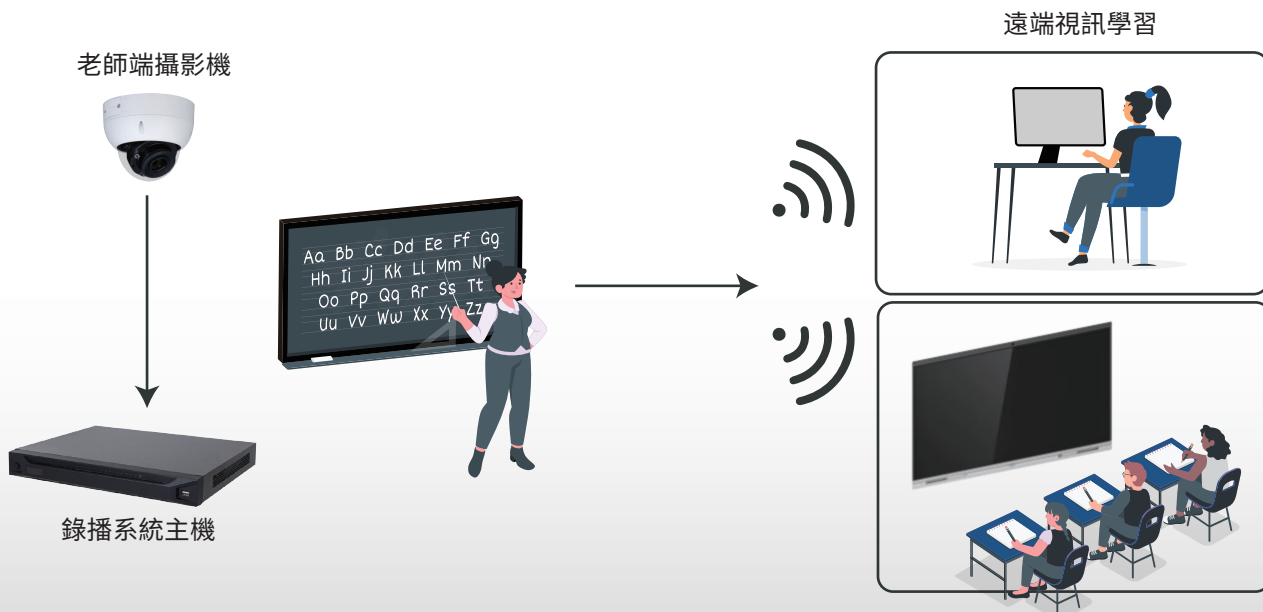 遠端視訊學習
老師端攝影機
Aa Bb Cc Dd Ee Ff Gg
Hh Ii Jj Kk Ll Mm Nn
Oo Pp Qq Rr Ss Tt
Uu Vv Ww Xx Yy Zz
錄播系統主機